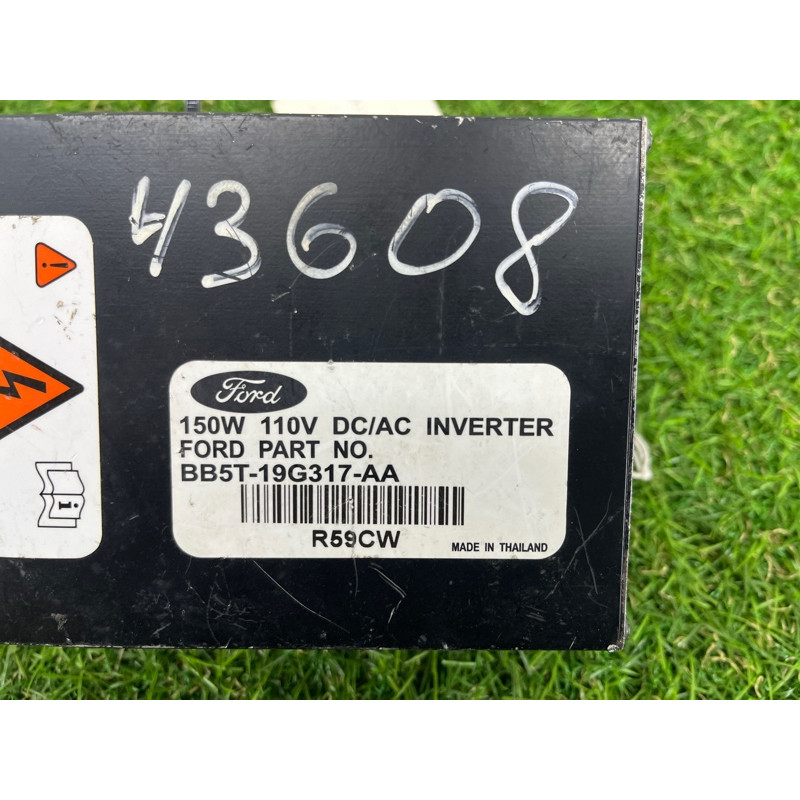 43608
Ford
150W 110V DC/AC INVERTER
FORD PART NO.
BB5T-19G317-AA
R59CW
MADE IN THAILAND